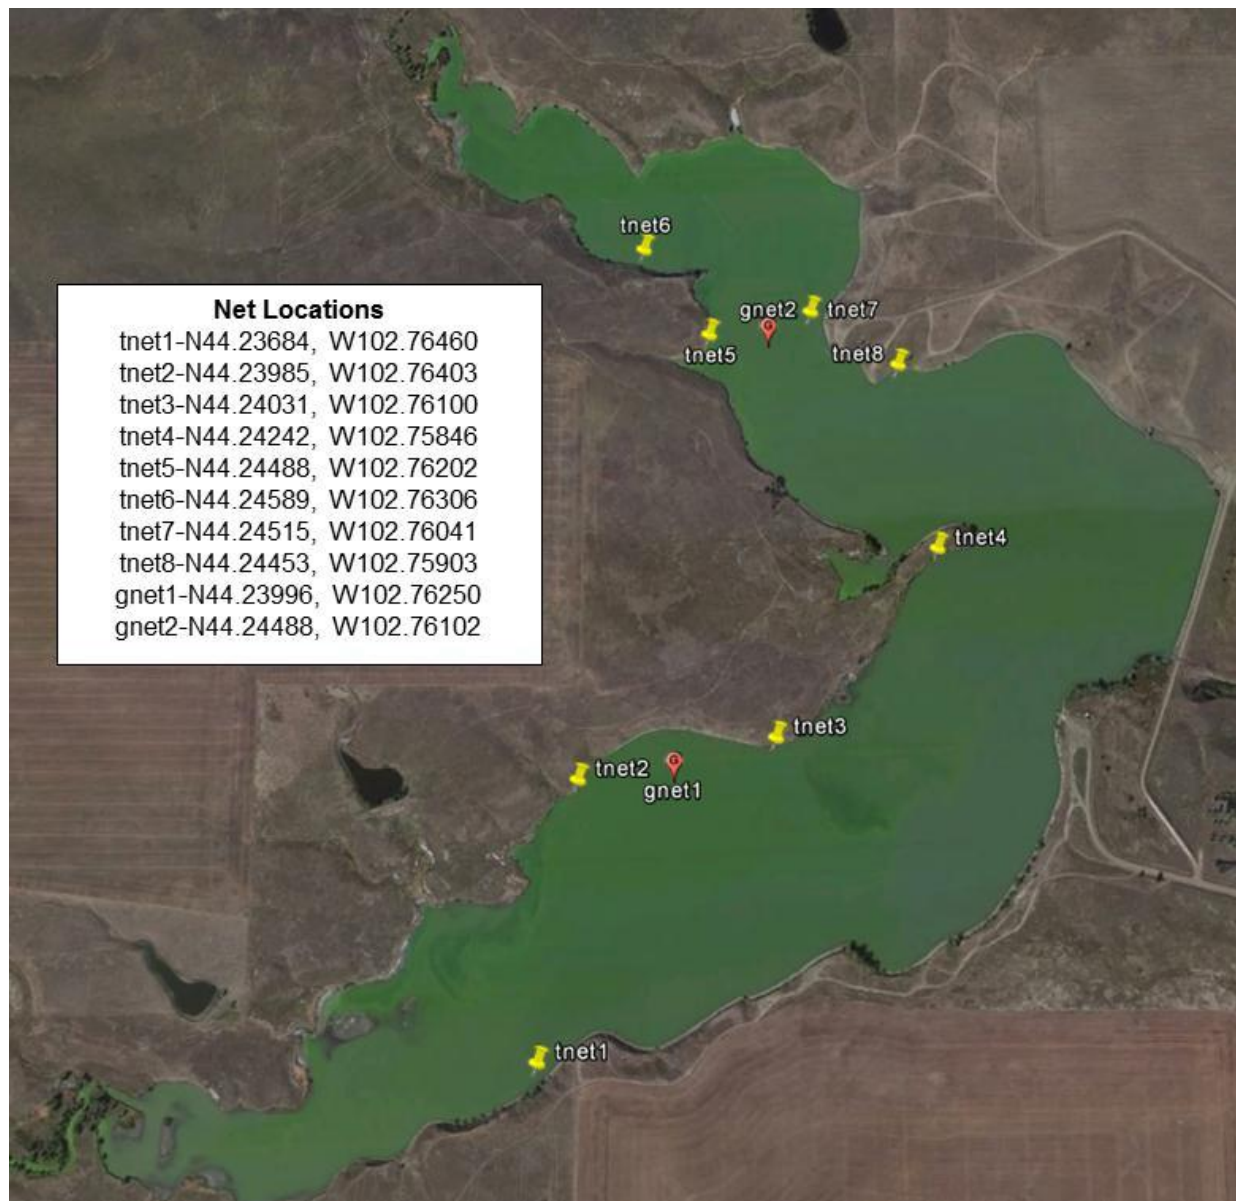 tnet6
gnet2
tnet7
tnet5
tnet8
Net Locations
tnet1-N44.23684, W102.76460
tnet2-N44.23985, W102.76403
tnet3-N44.24031, W102.76100
tnet4-N44.24242, W102.75846
tnet5-N44.24488, W102.76202
tnet6-N44.24589, W102.76306
tnet7-N44.24515, W102.76041
tnet8-N44.24453, W102.75903
gnet1-N44.23996, W102.76250
gnet2-N44.24488, W102.76102
tnet4
tnet3
tnet2
gnet1
tnet1
G
G